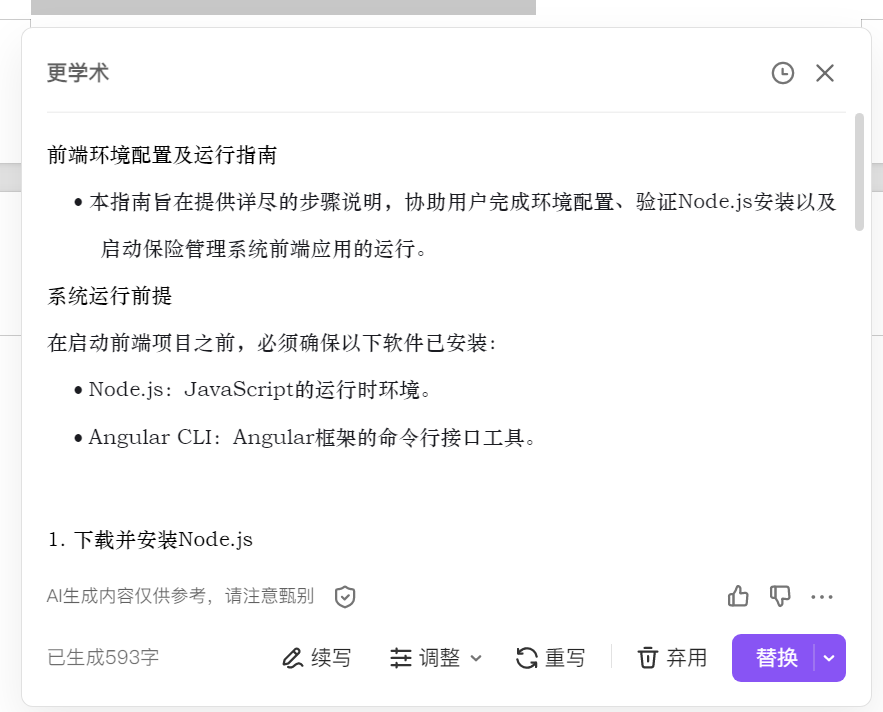 更学术
前端环境配置及运行指南
• 本指南旨在提供详尽的步骤说明，协助用户完成环境配置、验证Node.js安装以及
启动保险管理系统前端应用的运行。
系统运行前提
在启动前端项目之前，必须确保以下软件已安装：
• Node.js：JavaScript的运行时环境。
• Angular CLI：Angular框架的命令行接口工具。
1. 下载并安装Node.js
AI生成内容仅供参考，请注意甄别
已生成593字 续写 调整 重写 弃用 替换